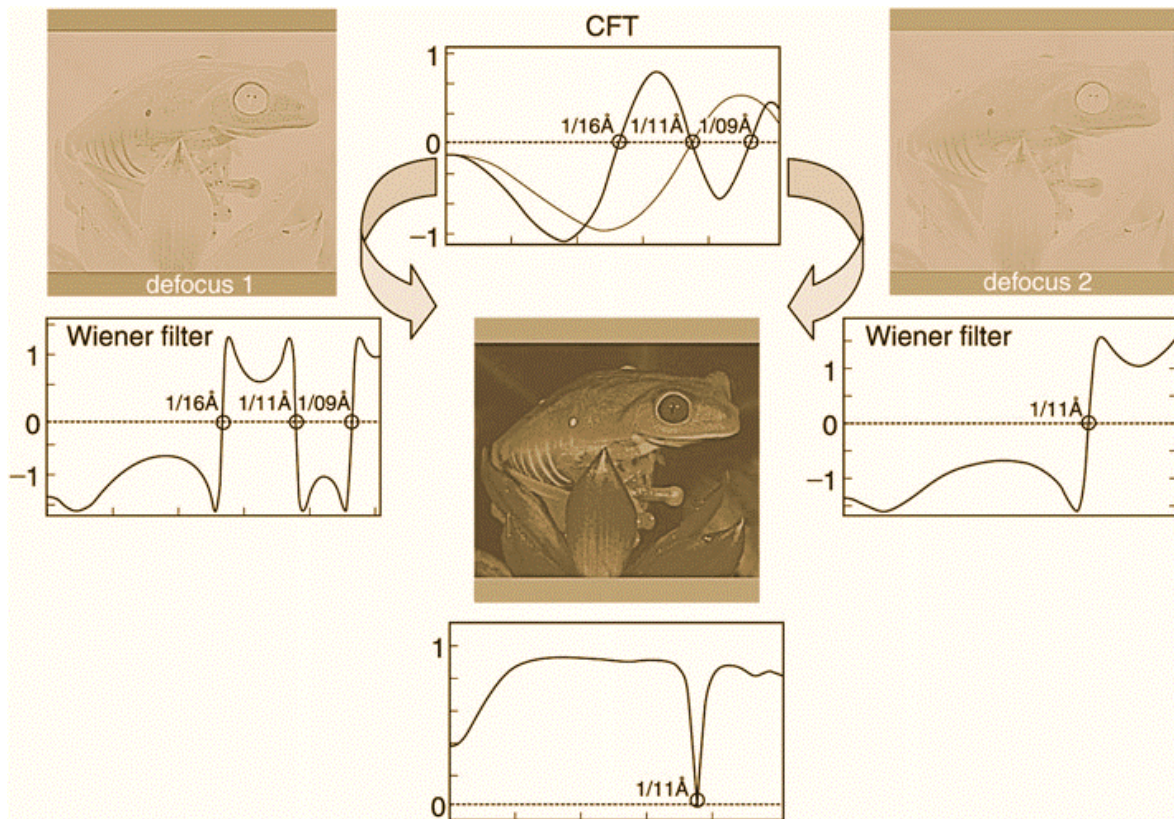 CFT
1
0
−1
1/16Å 1/11Å 1/09Å
defocus 1
defocus 2
Wiener filter
1
0
−1
1/16Å 1/11Å 1/09Å
Wiener filter
1
0
−1
1/11Å
1
0
1/11Å